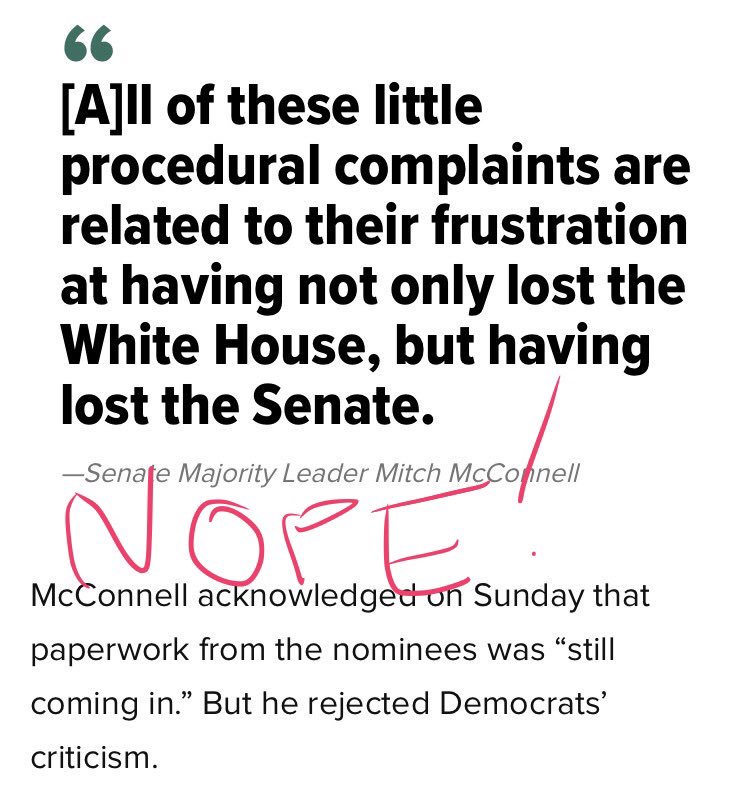 “
[A]ll of these little
procedural complaints are
related to their frustration
at having not only lost the
White House, but having
lost the Senate.
—Senate Majority Leader Mitch McConnell
NOPE!
McConnell acknowledged on Sunday that
paperwork from the nominees was “still
coming in.” But he rejected Democrats’
criticism.